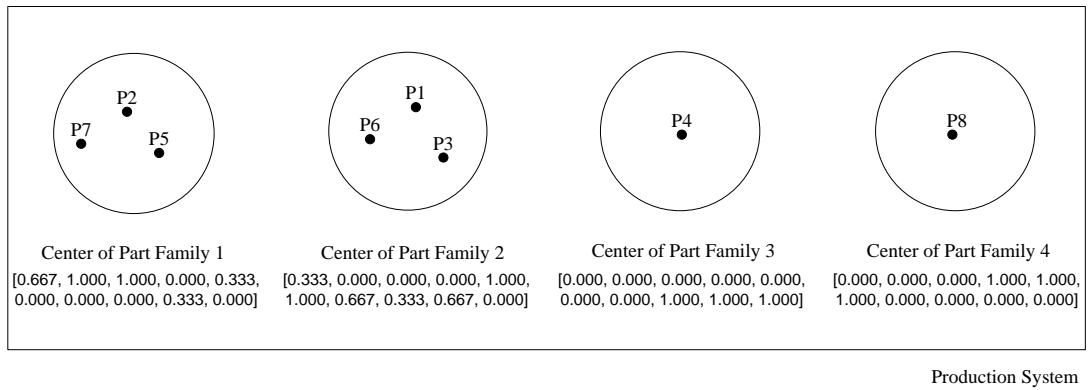 P2
P7
P5
Center of Part Family 1
[0.667, 1.000, 1.000, 0.000, 0.333,
0.000, 0.000, 0.000, 0.333, 0.000]
P1
P6
P3
Center of Part Family 2
[0.333, 0.000, 0.000, 0.000, 1.000,
1.000, 0.667, 0.333, 0.667, 0.000]
P4
Center of Part Family 3
[0.000, 0.000, 0.000, 0.000, 0.000,
0.000, 0.000, 1.000, 1.000, 1.000]
P8
Center of Part Family 4
[0.000, 0.000, 0.000, 1.000, 1.000,
1.000, 0.000, 0.000, 0.000, 0.000]
Production System